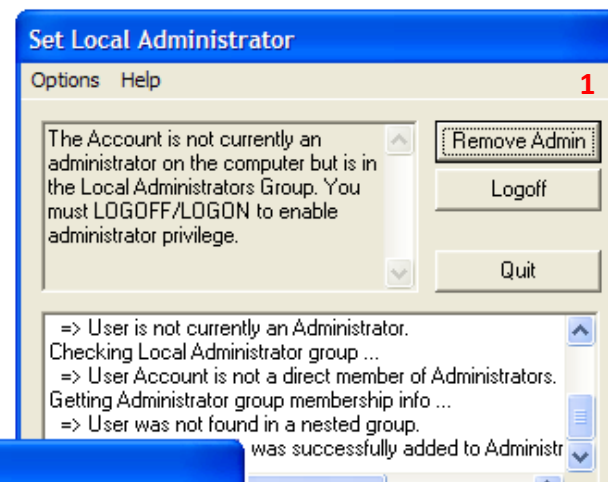 Set Local Administrator
Options Help
1
The Account is not currently an
administrator on the computer but is in
the Local Administrators Group. You
must LOGOFF/LOGON to enable
administrator privilege.
Remove Admin
Logoff
Quit
=> User is not currently an Administrator.
Checking Local Administrator group ...
=> User Account is not a direct member of Administrators.
Getting Administrator group membership info ...
=> User was not found in a nested group.
was successfully added to Administr